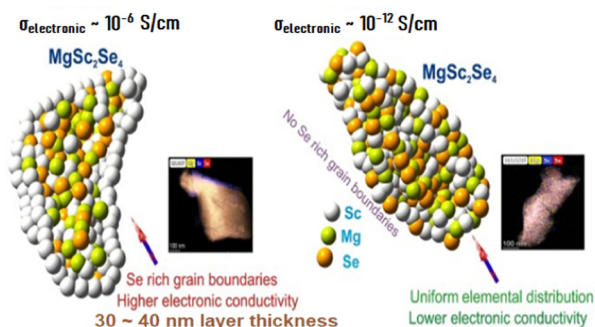 σelectronic ~ 10⁻⁶ S/cm
MgSc₂Se₄
Se rich grain boundaries
Higher electronic conductivity
30 ~ 40 nm layer thickness
σelectronic ~ 10⁻¹² S/cm
MgSc₂Se₄
No Se rich grain boundaries
Sc
Mg
Se
100 nm
Uniform elemental distribution
Lower electronic conductivity